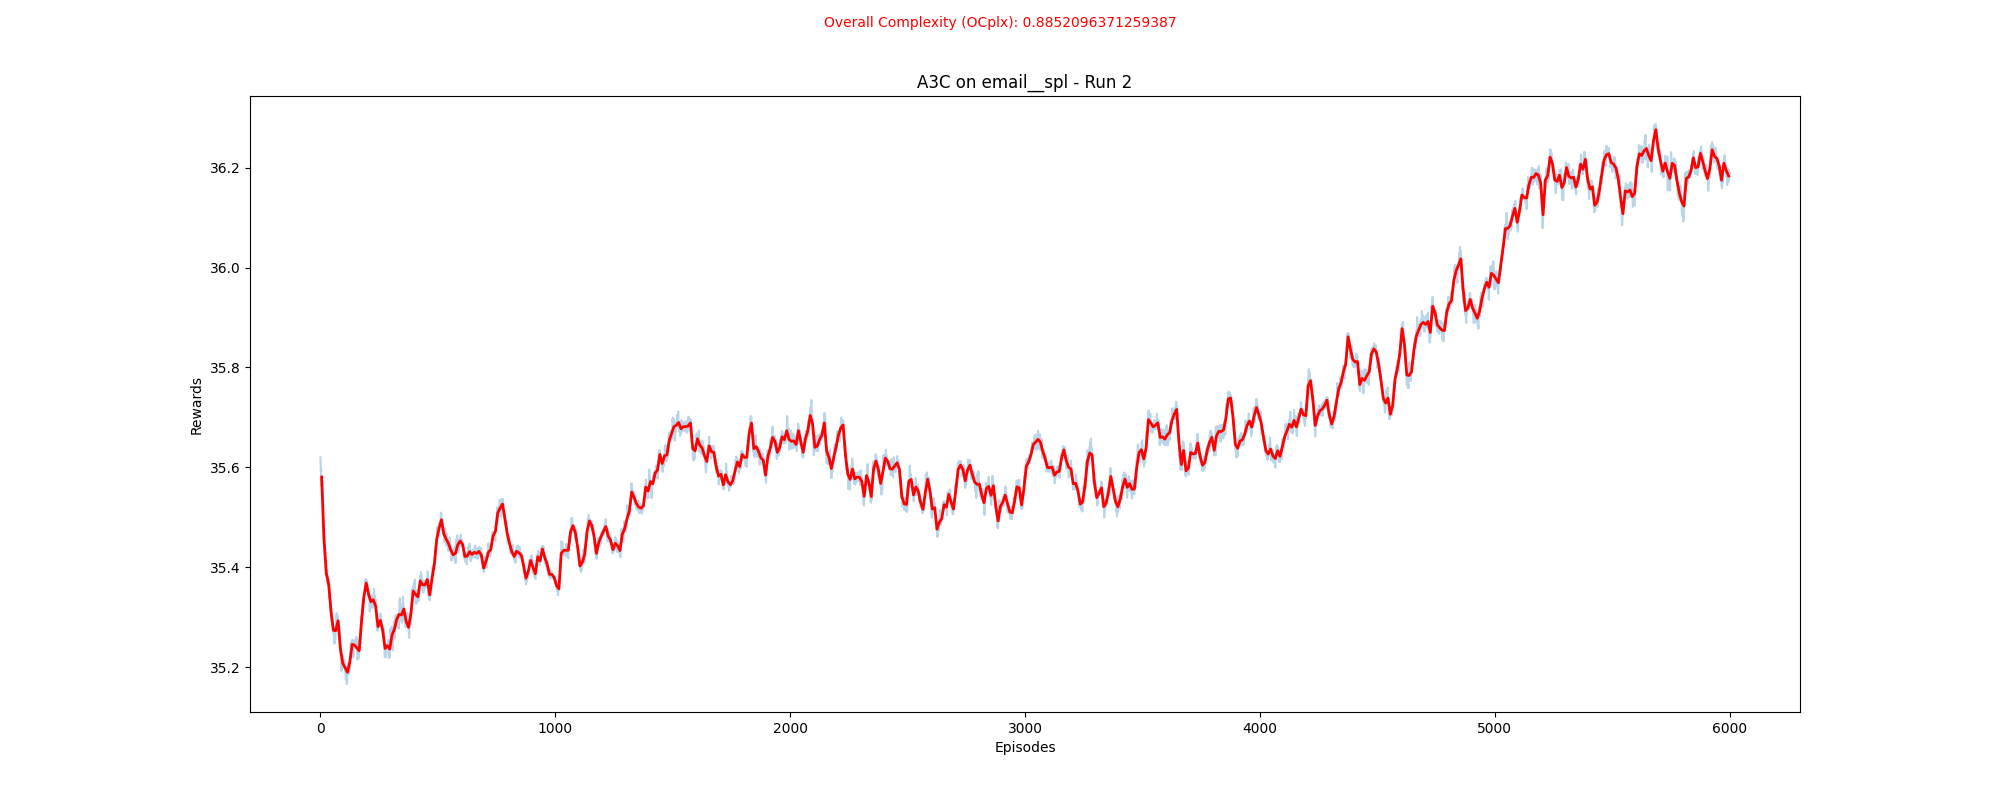 Overall Complexity (OCplx): 0.8852096371259387
A3C on email__spl - Run 2
36.2
36.0
35.8
35.6
35.4
35.2
Rewards
0 1000 2000 3000 4000 5000 6000
Episodes